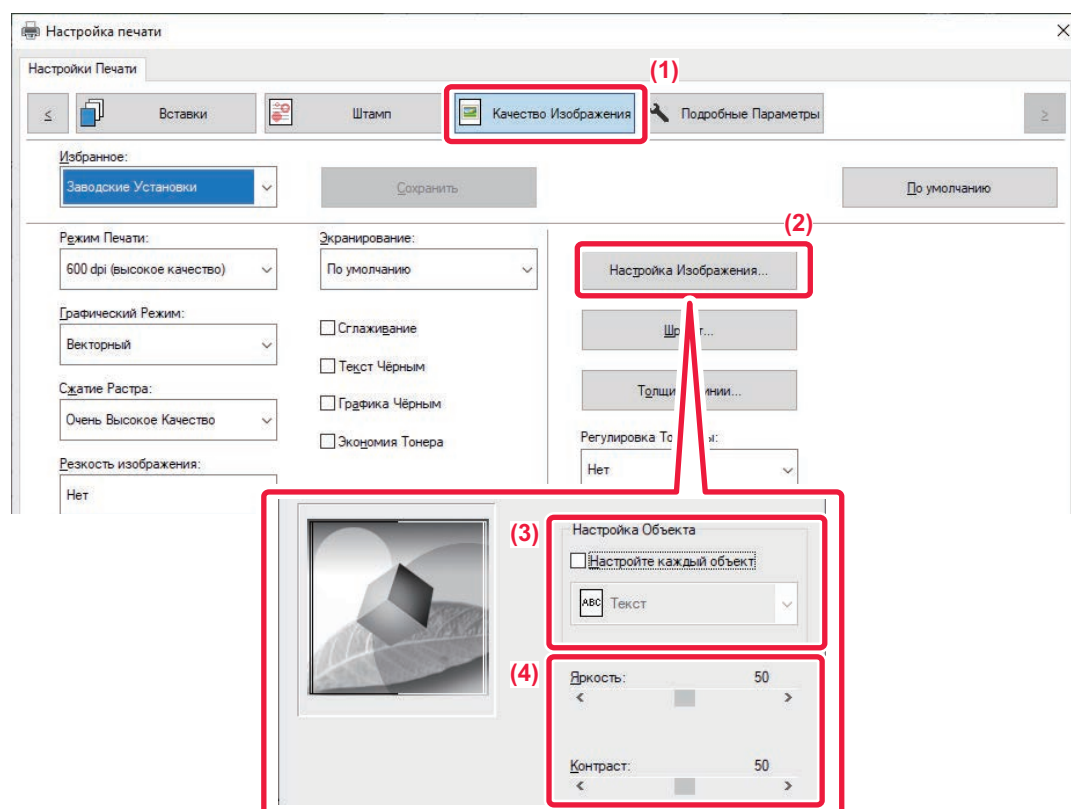 Настройка печати
Настройки Печати
(1)
≤ Вставки Штамп Качество Изображения Подробные Параметры ≥
Избранное:
Заводские Установки Сохранить По умолчанию
(2)
Режим Печати: Экранирование:
600 dpi (высокое качество) По умолчанию Настройка Изображения...
Графический Режим:
Векторный Сглаживание
Текст Чёрным
Сжатие Растра: Графика Чёрным
Очень Высокое Качество Экономия Тонера Регулировка
Резкость изображения: Нет
Нет
(3) Настройка Объекта
Настройте каждый объект
ABC Текст
(4) Яркость: 50
< >
Контраст: 50
< >